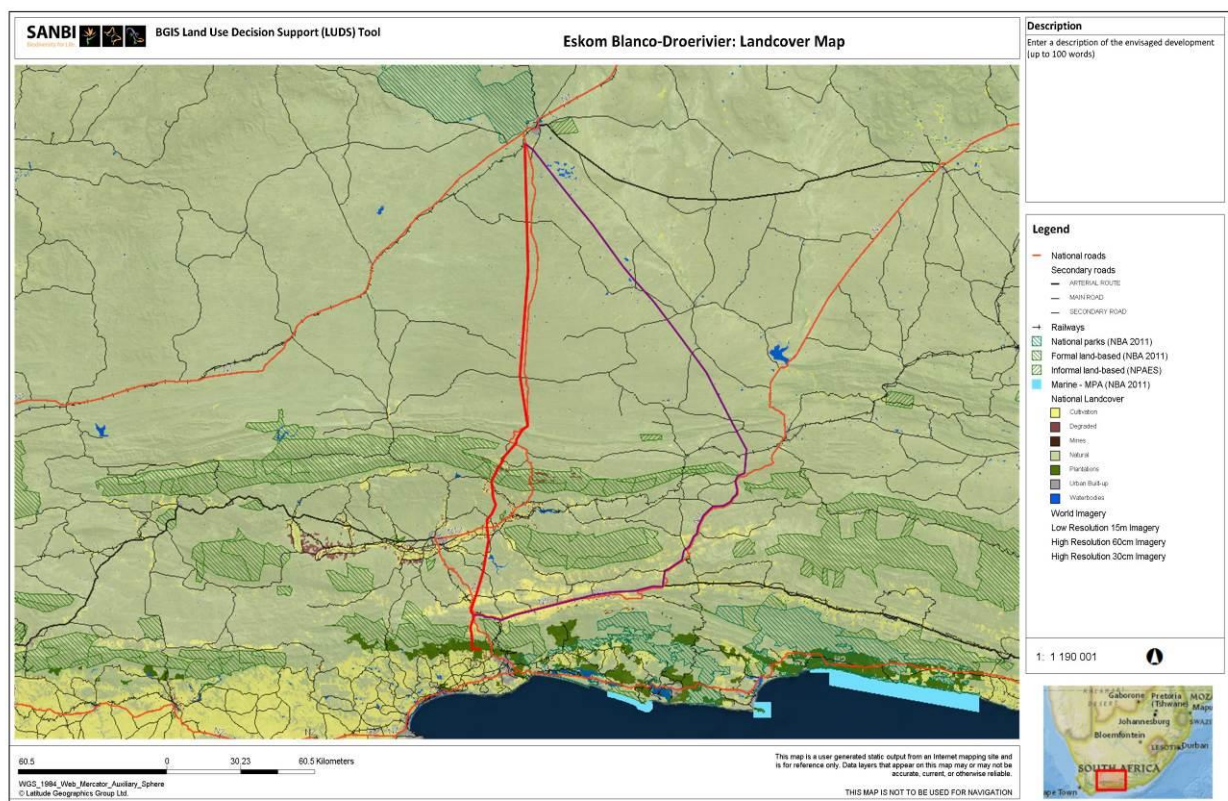 SANBI
Biodiversity for Life
BGIS Land Use Decision Support (LUDS) Tool
Eskom Blanco-Droerivier: Landcover Map
Description
Enter a description of the envisaged development
(up to 100 words)
Legend
National roads
Secondary roads
ARTERIAL ROUTE
MAIN ROAD
SECONDARY ROAD
Railways
National parks (NBA 2011)
Formal land-based (NBA 2011)
Informal land-based (NPAES)
Marine - MPA (NBA 2011)
National Landcover
Cultivation
Degraded
Mines
Natural
Plantations
Urban Built-up
Waterbodies
World Imagery
Low Resolution 15m Imagery
High Resolution 60cm Imagery
High Resolution 30cm Imagery
1: 1 190 001
Gaborone
Pretoria
MOZ
(Tshwane)
Map
Johannesburg
SWAZI
Bloemfontein
LESOTHO
Durban
SOUTH AFRICA
ape Town
60.5
0
30.23
60.5 Kilometers
WGS_1984_Web_Mercator_Auxiliary_Sphere
© Latitude Geographics Group Ltd.
This map is a user generated static output from an Internet mapping site and
is for reference only. Data layers that appear on this map may or may not be
accurate, current, or otherwise reliable.
THIS MAP IS NOT TO BE USED FOR NAVIGATION